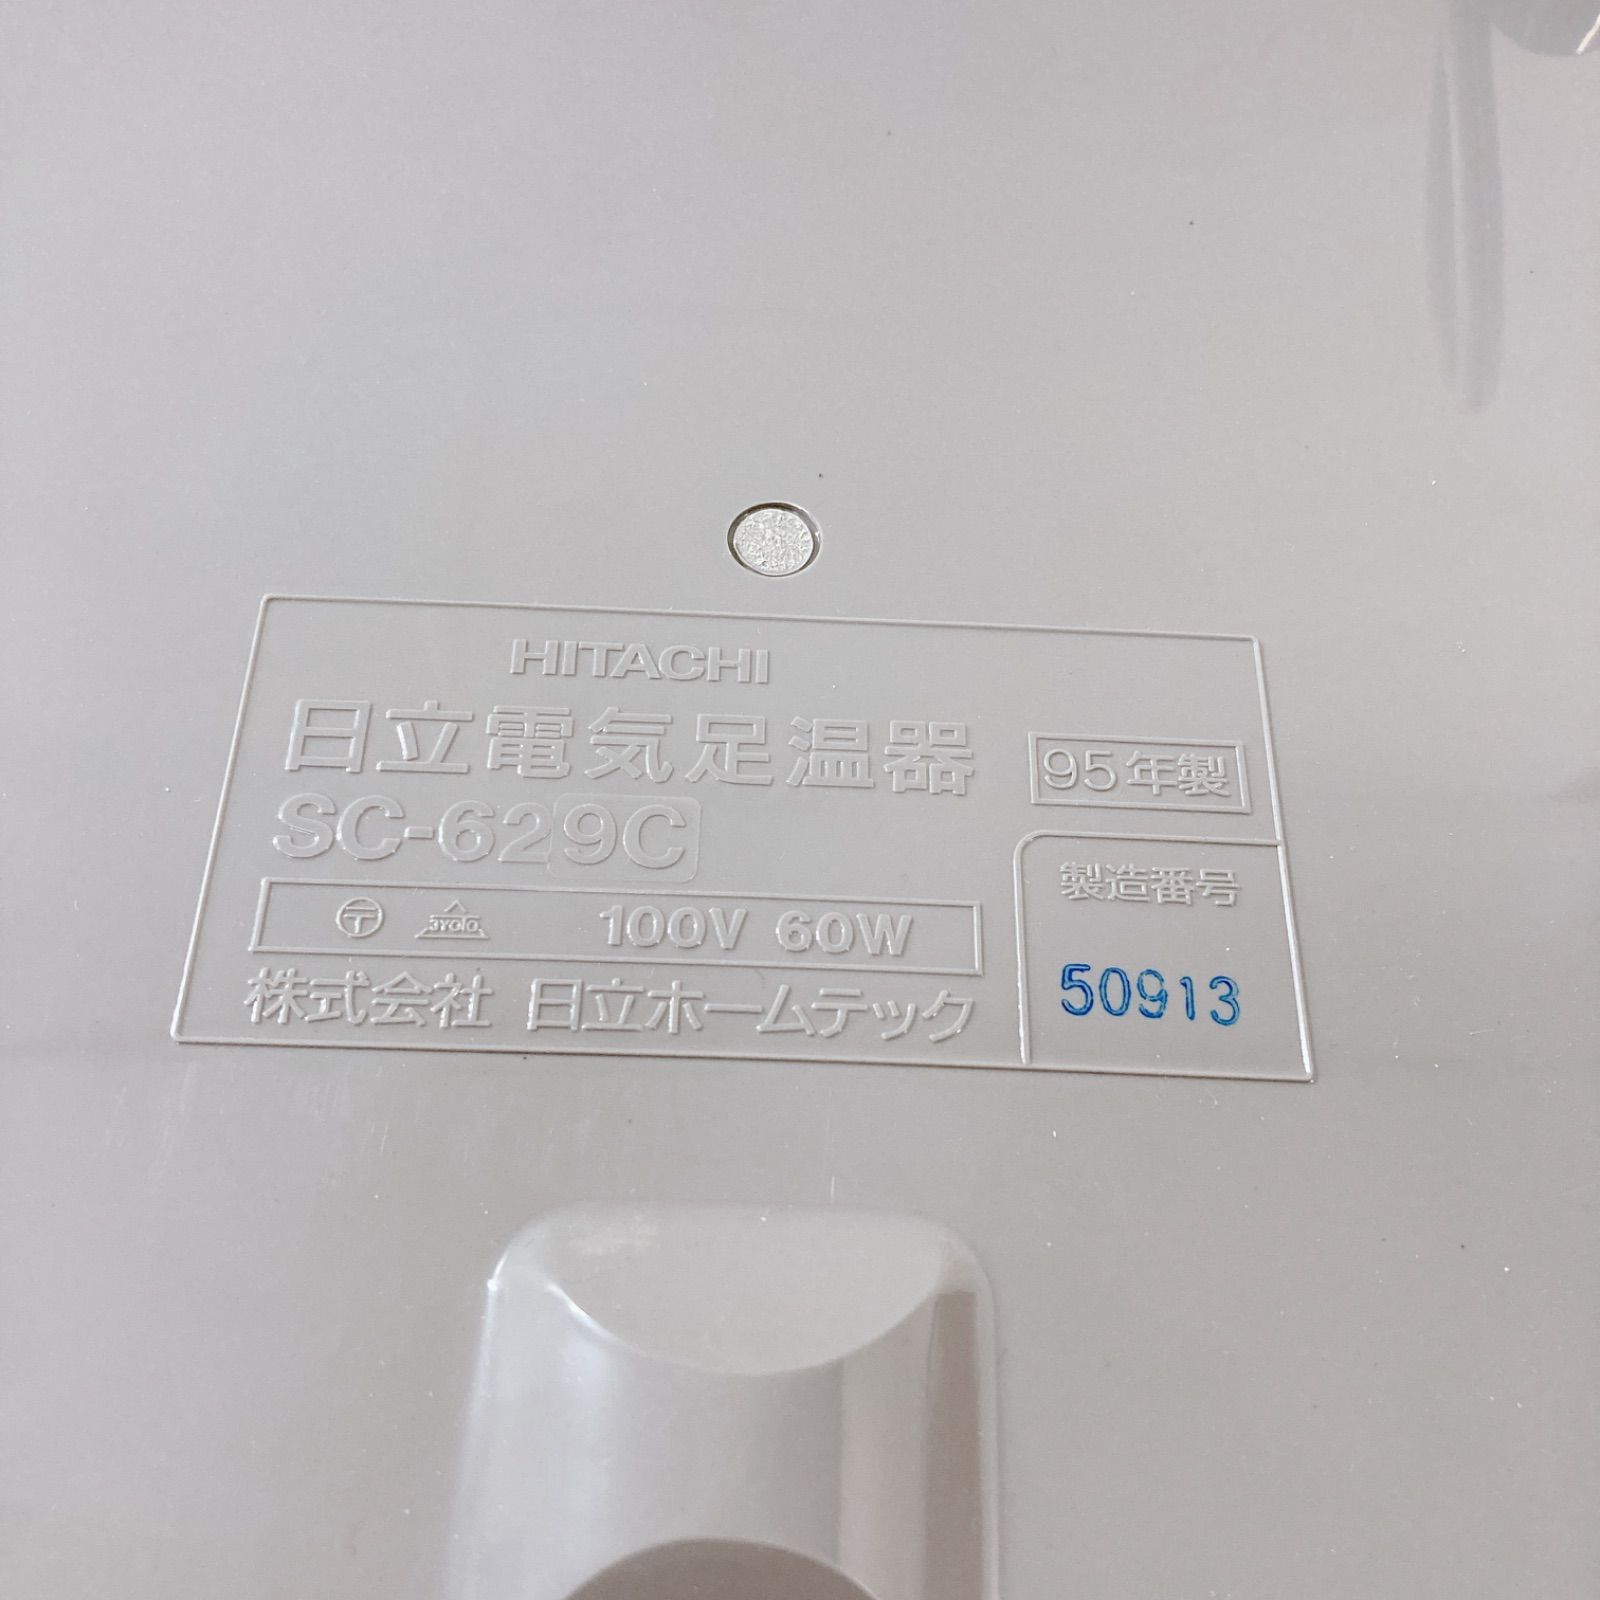 HITACHI
日立電気足温器
SC-629C
95年製
〒 100V 60W
製造番号
50913
株式会社 日立ホームテック